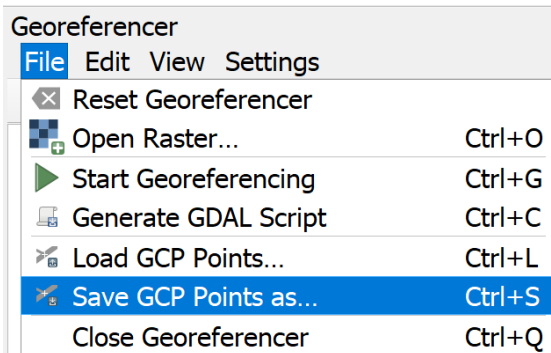 Georeferencer
File Edit View Settings
Reset Georeferencer
Open Raster... Ctrl+O
Start Georeferencing Ctrl+G
Generate GDAL Script Ctrl+C
Load GCP Points... Ctrl+L
Save GCP Points as... Ctrl+S
Close Georeferencer Ctrl+Q